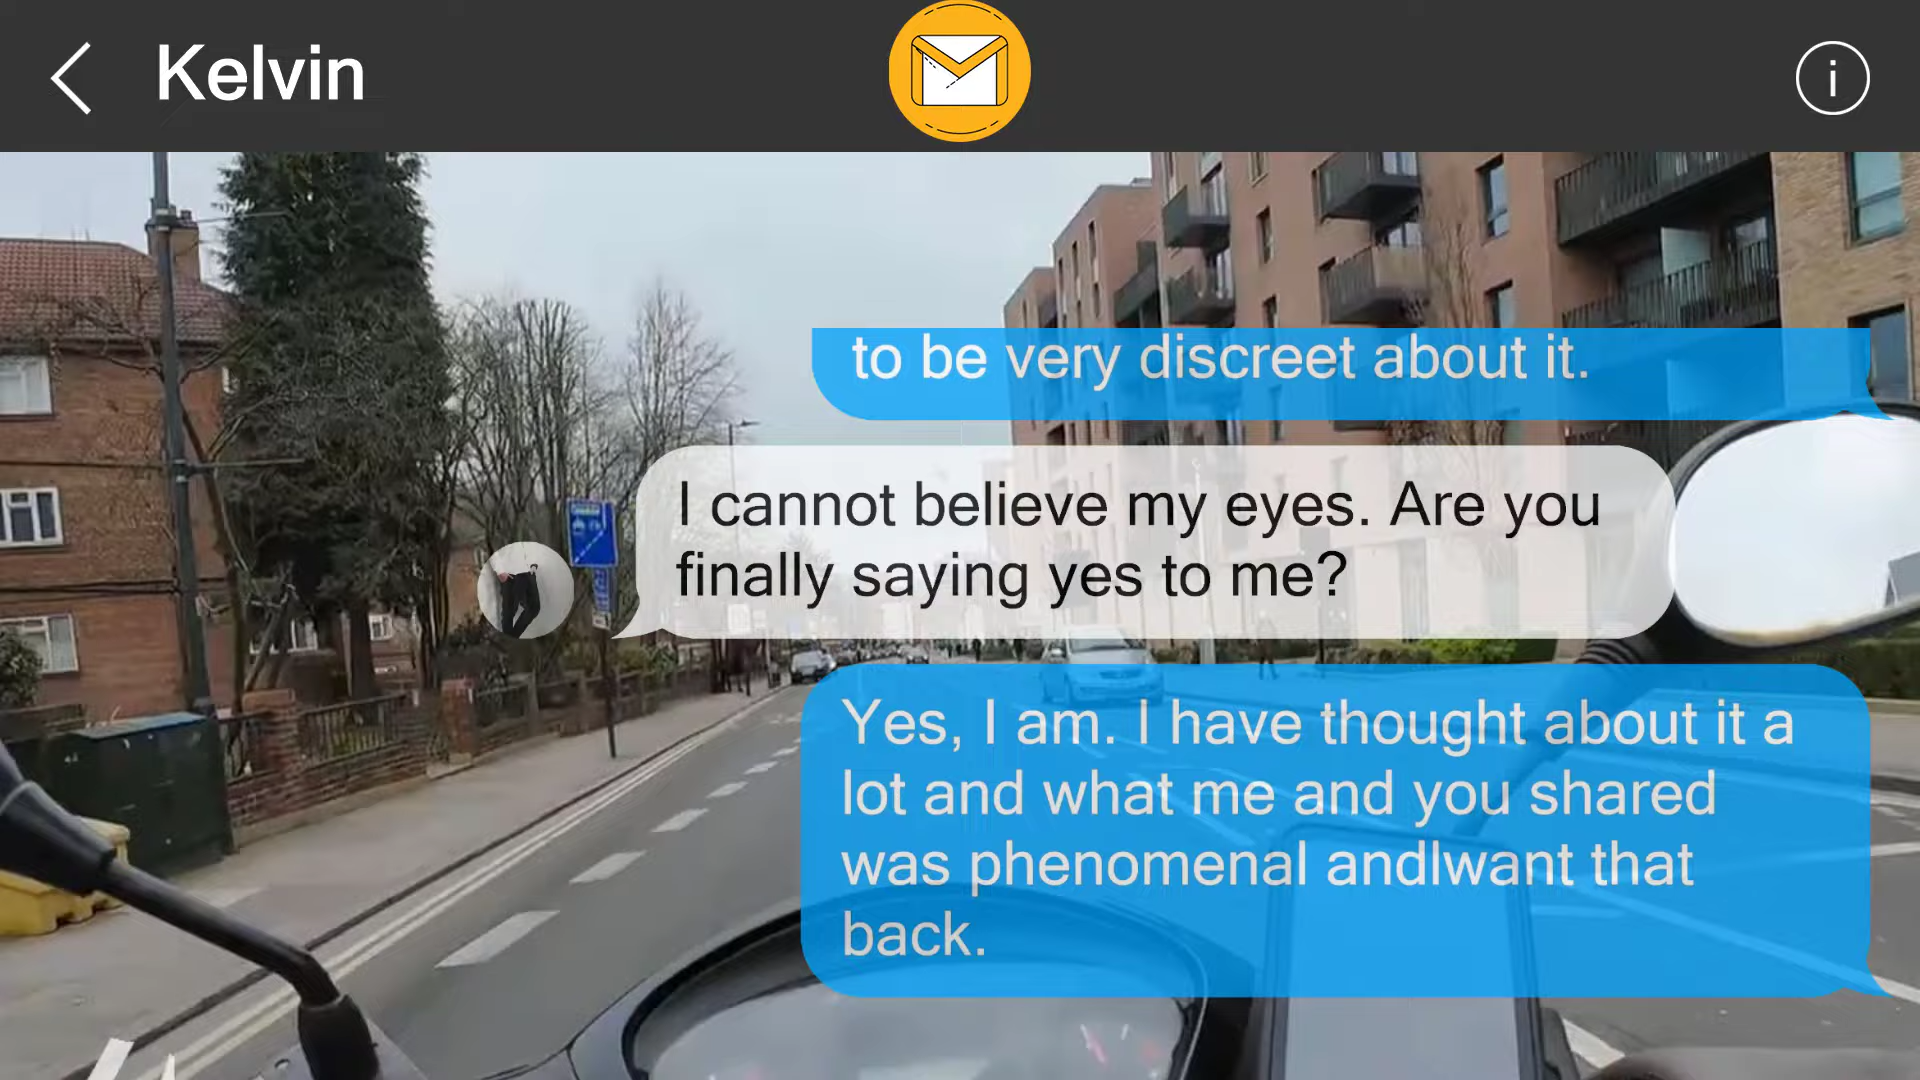 Kelvin
i
to be very discreet about it.
I cannot believe my eyes. Are you
finally saying yes to me?
Yes, I am. I have thought about it a
lot and what me and you shared
was phenomenal andIwant that
back.